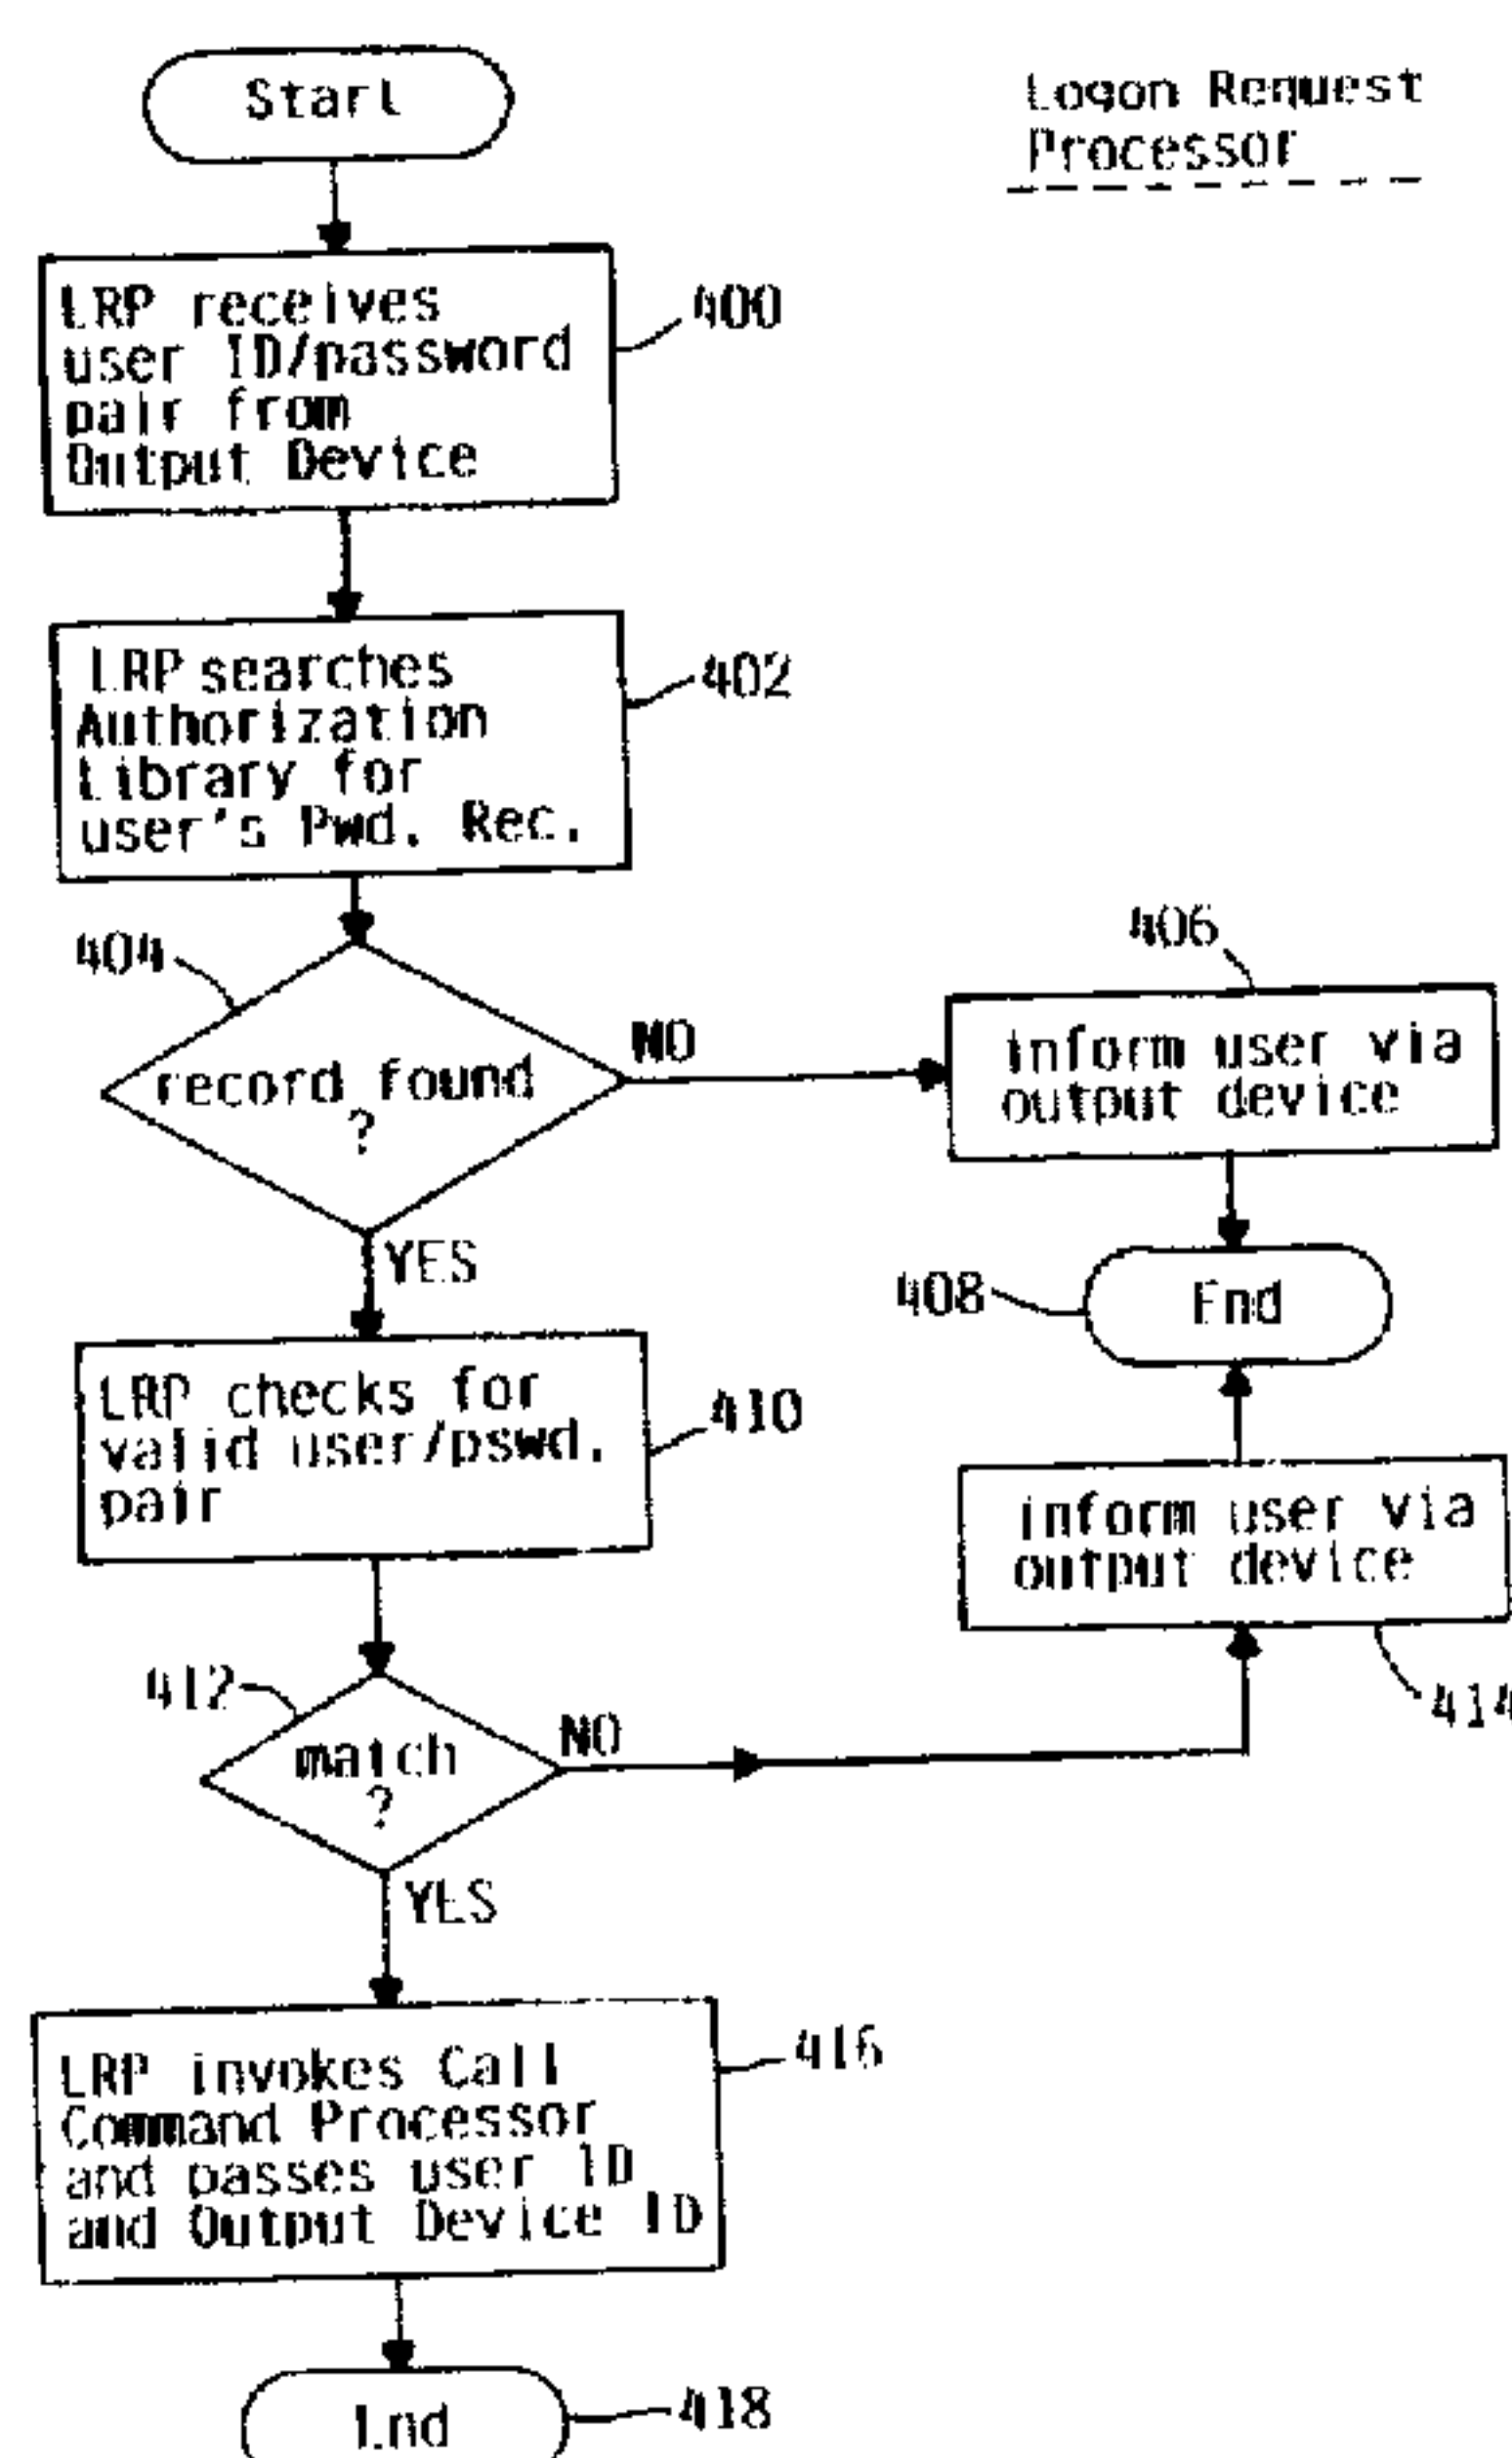 Start
Logon Request
Processor
LRP receives
user ID/password
pair from
Output Device
400
LRP searches
Authorization
Library for
user's Pwd. Rec.
402
404
record found
?
NO
YES
406
inform user via
output device
408
End
LRP checks for
valid user/pswd.
pair
410
inform user via
output device
414
412
match
?
NO
YES
LRP invokes Call
Command Processor
and passes user ID
and Output Device ID
416
End
418